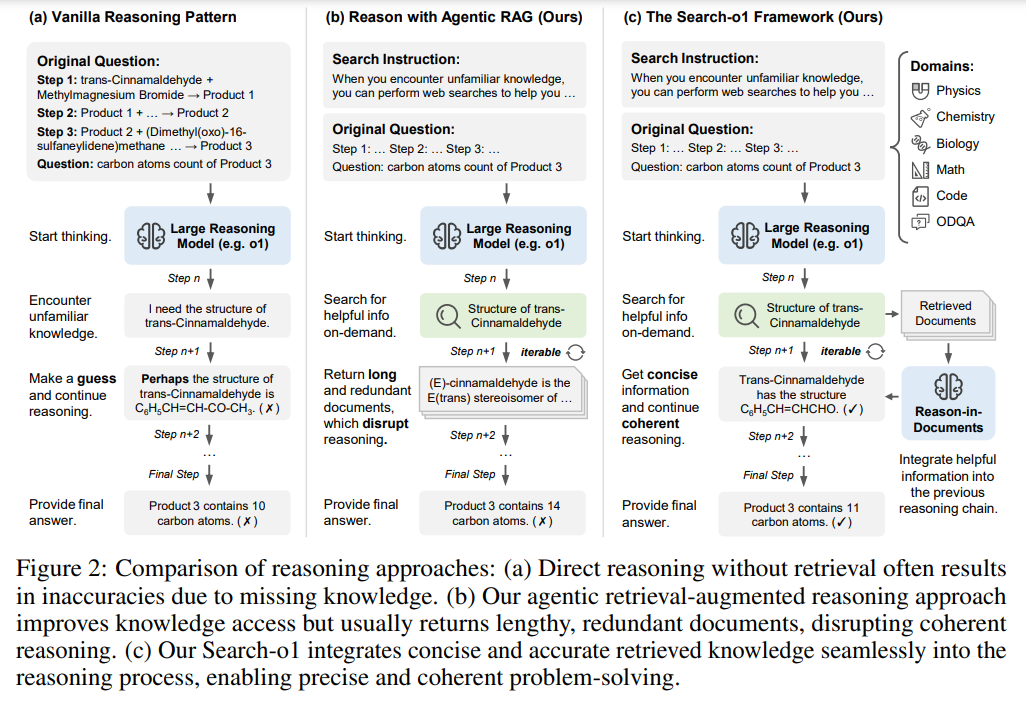 (a) Vanilla Reasoning Pattern
Original Question:
Step 1: trans-Cinnamaldehyde +
Methylmagnesium Bromide → Product 1
Step 2: Product 1 + … → Product 2
Step 3: Product 2 + (Dimethyl(oxo)-16-
sulfaneylidene)methane … → Product 3
Question: carbon atoms count of Product 3
Start thinking.
Large Reasoning
Model (e.g. o1)
Step n
Encounter
unfamiliar
knowledge.
I need the structure of
trans-Cinnamaldehyde.
Step n+1
Make a guess
and continue
reasoning.
Perhaps the structure of
trans-Cinnamaldehyde is
C₆H₅CH=CH-CO-CH₃. (✗)
Step n+2
…
Final Step
Provide final
answer.
Product 3 contains 10
carbon atoms. (✗)
(b) Reason with Agentic RAG (Ours)
Search Instruction:
When you encounter unfamiliar knowledge,
you can perform web searches to help you …
Original Question:
Step 1: … Step 2: … Step 3: …
Question: carbon atoms count of Product 3
Start thinking.
Large Reasoning
Model (e.g. o1)
Step n
Search for
helpful info
on-demand.
Structure of trans-
Cinnamaldehyde
Step n+1 iterable
Return long
and redundant
documents,
which disrupt
reasoning.
(E)-cinnamaldehyde is the
E(trans) stereoisomer of …
Step n+2
…
Final Step
Provide final
answer.
Product 3 contains 14
carbon atoms. (✗)
(c) The Search-o1 Framework (Ours)
Search Instruction:
When you encounter unfamiliar knowledge,
you can perform web searches to help you …
Original Question:
Step 1: … Step 2: … Step 3: …
Question: carbon atoms count of Product 3
Domains:
Physics
Chemistry
Biology
Math
Code
ODQA
Start thinking.
Large Reasoning
Model (e.g. o1)
Step n
Search for
helpful info
on-demand.
Structure of trans-
Cinnamaldehyde
Retrieved
Documents
Step n+1 iterable
Get concise
information
and continue
coherent
reasoning.
Trans-Cinnamaldehyde
has the structure
C₆H₅CH=CHCHO. (✓)
Reason-in-
Documents
Integrate helpful
information into
the previous
reasoning chain.
Step n+2
…
Final Step
Provide final
answer.
Product 3 contains 11
carbon atoms. (✓)
Figure 2: Comparison of reasoning approaches: (a) Direct reasoning without retrieval often results
in inaccuracies due to missing knowledge. (b) Our agentic retrieval-augmented reasoning approach
improves knowledge access but usually returns lengthy, redundant documents, disrupting coherent
reasoning. (c) Our Search-o1 integrates concise and accurate retrieved knowledge seamlessly into the
reasoning process, enabling precise and coherent problem-solving.